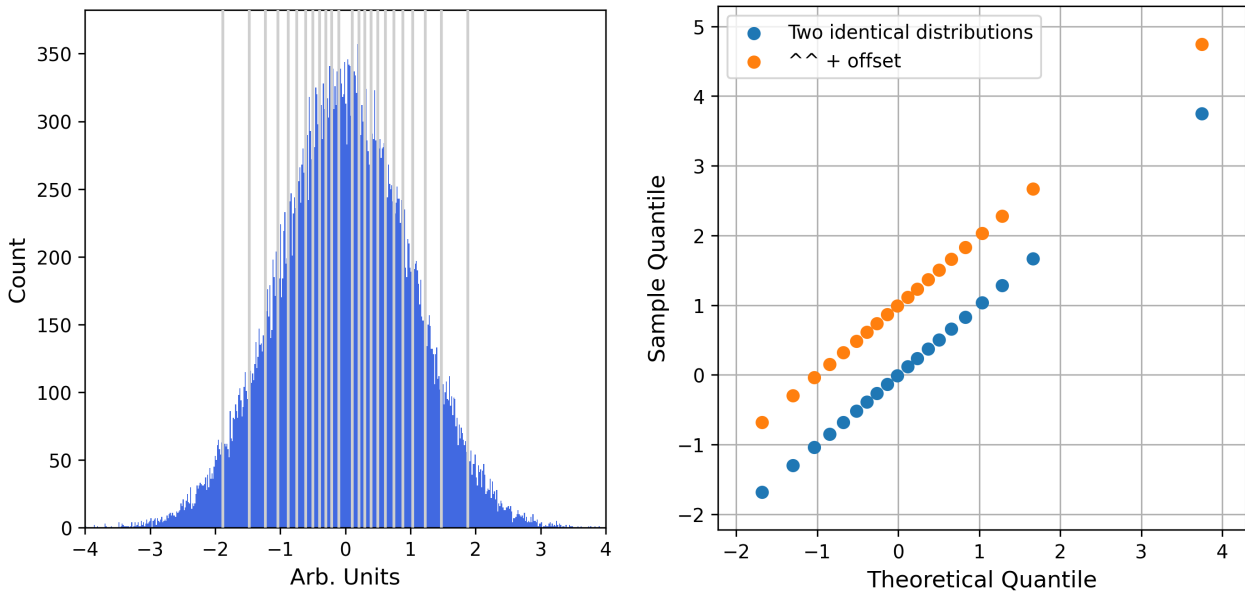 350
300
250
200
150
100
50
0
Count
−4 −3 −2 −1 0 1 2 3 4
Arb. Units
Two identical distributions
^^ + offset
5
4
3
2
1
0
−1
−2
Sample Quantile
−2 −1 0 1 2 3 4
Theoretical Quantile